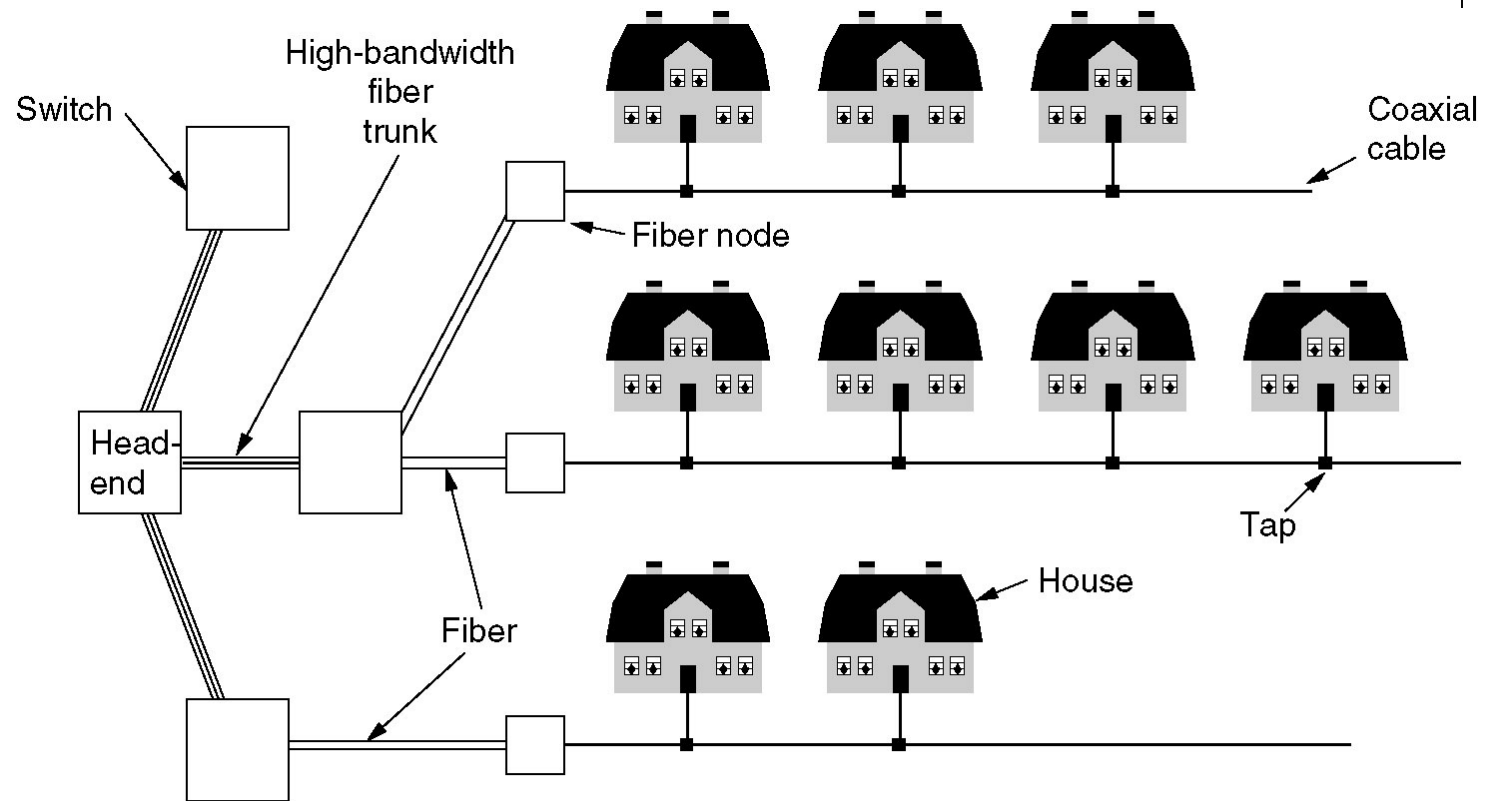 High-bandwidth
fiber
trunk
Switch
Coaxial
cable
Fiber node
Head-
end
Tap
House
Fiber